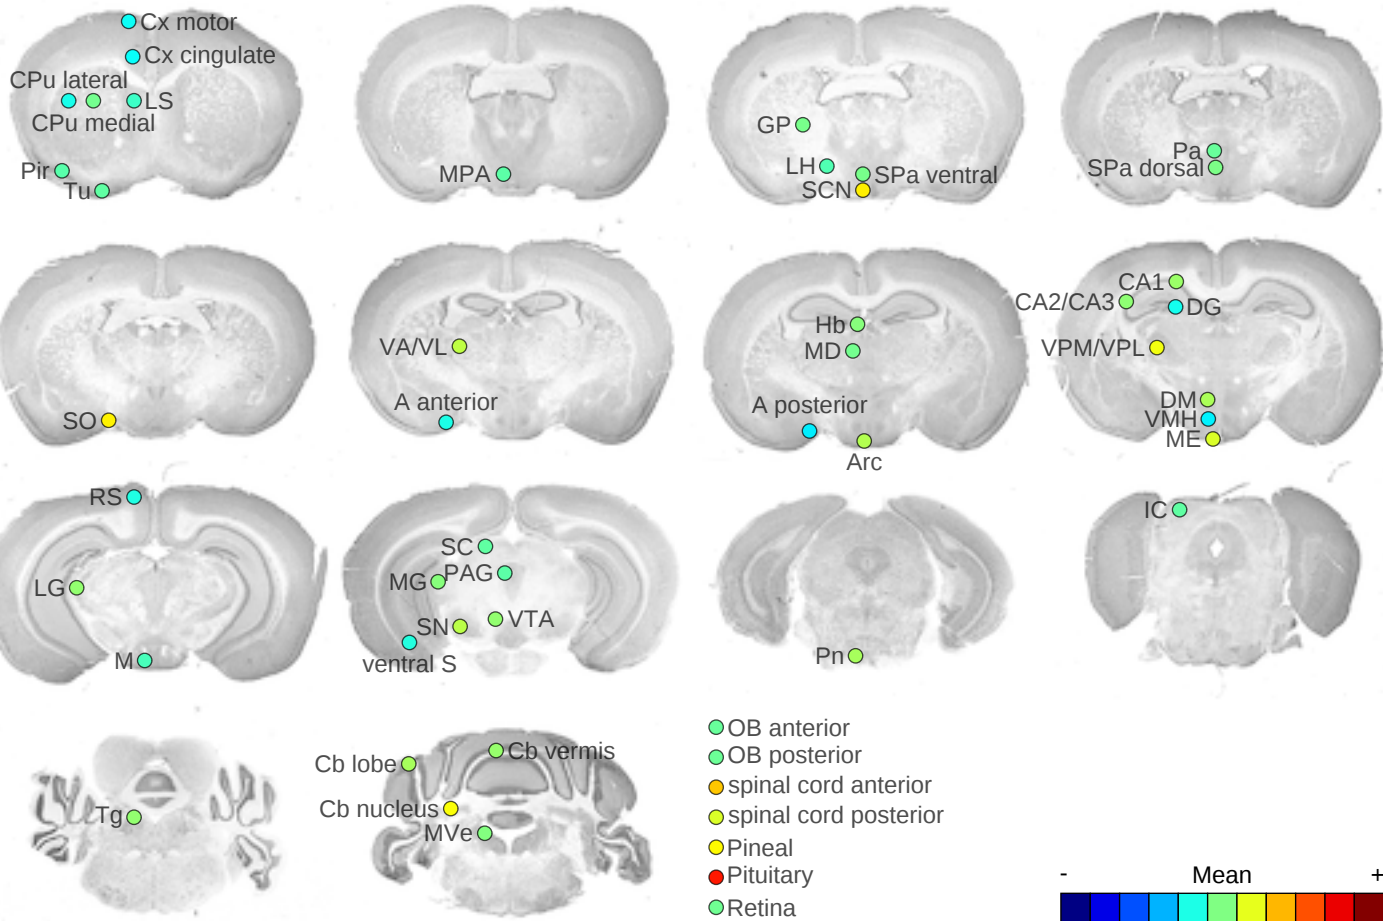 Cx motor
Cx cingulate
CPu lateral
LS
CPu medial
Pir
Tu
MPA
GP
LH
SPa ventral
SCN
Pa
SPa dorsal
SO
VA/VL
A anterior
Hb
MD
A posterior
Arc
CA1
CA2/CA3
DG
VPM/VPL
DM
VMH
ME
RS
LG
M
SC
PAG
MG
VTA
SN
ventral S
Pn
IC
Tg
Cb vermis
Cb lobe
Cb nucleus
MVe
OB anterior
OB posterior
spinal cord anterior
spinal cord posterior
Pineal
Pituitary
Retina
- Mean +